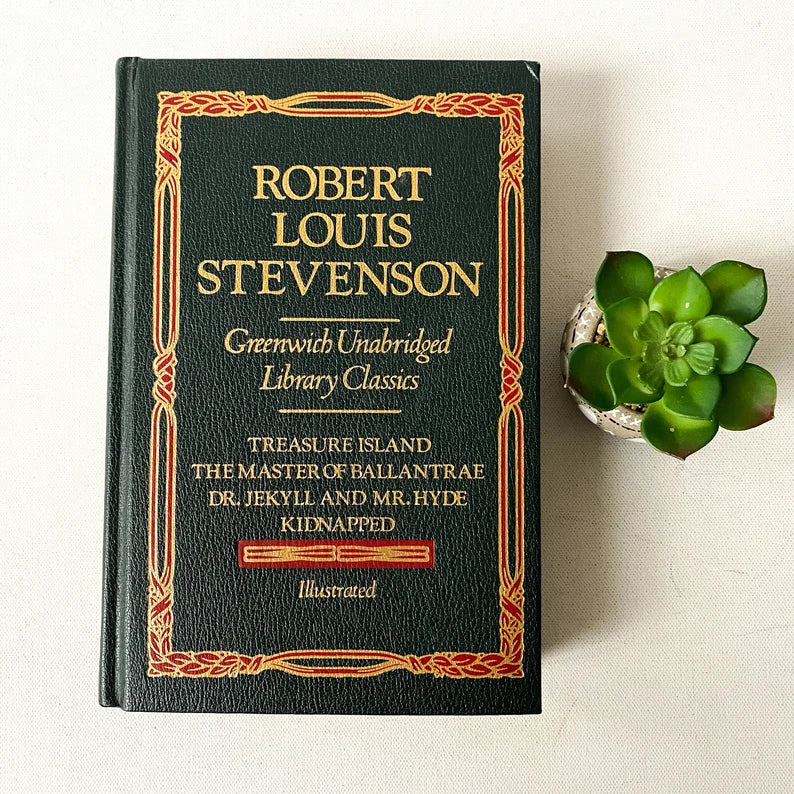 ROBERT
LOUIS
STEVENSON
Greenwich Unabridged
Library Classics
TREASURE ISLAND
THE MASTER OF BALLANTRAE
DR. JEKYLL AND MR. HYDE
KIDNAPPED
Illustrated